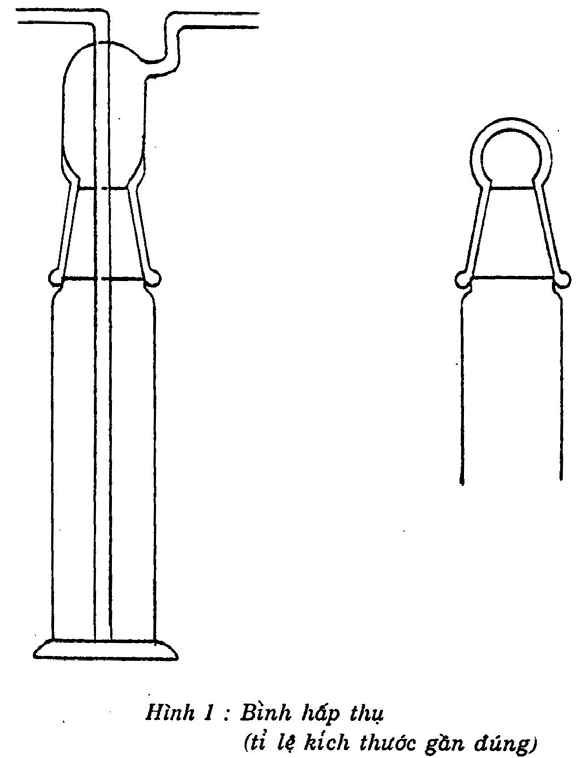 Hình 1 : Bình hấp thụ
(tỉ lệ kích thước gần đúng)